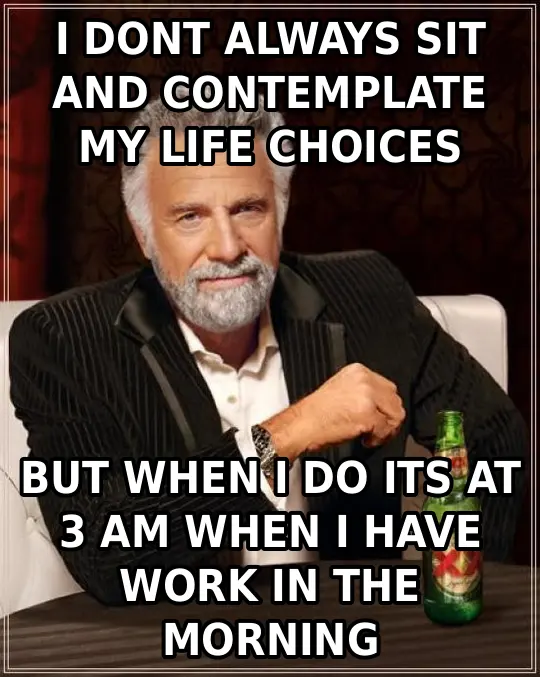 I DONT ALWAYS SIT
AND CONTEMPLATE
MY LIFE CHOICES
BUT WHEN I DO ITS AT
3 AM WHEN I HAVE
WORK IN THE
MORNING